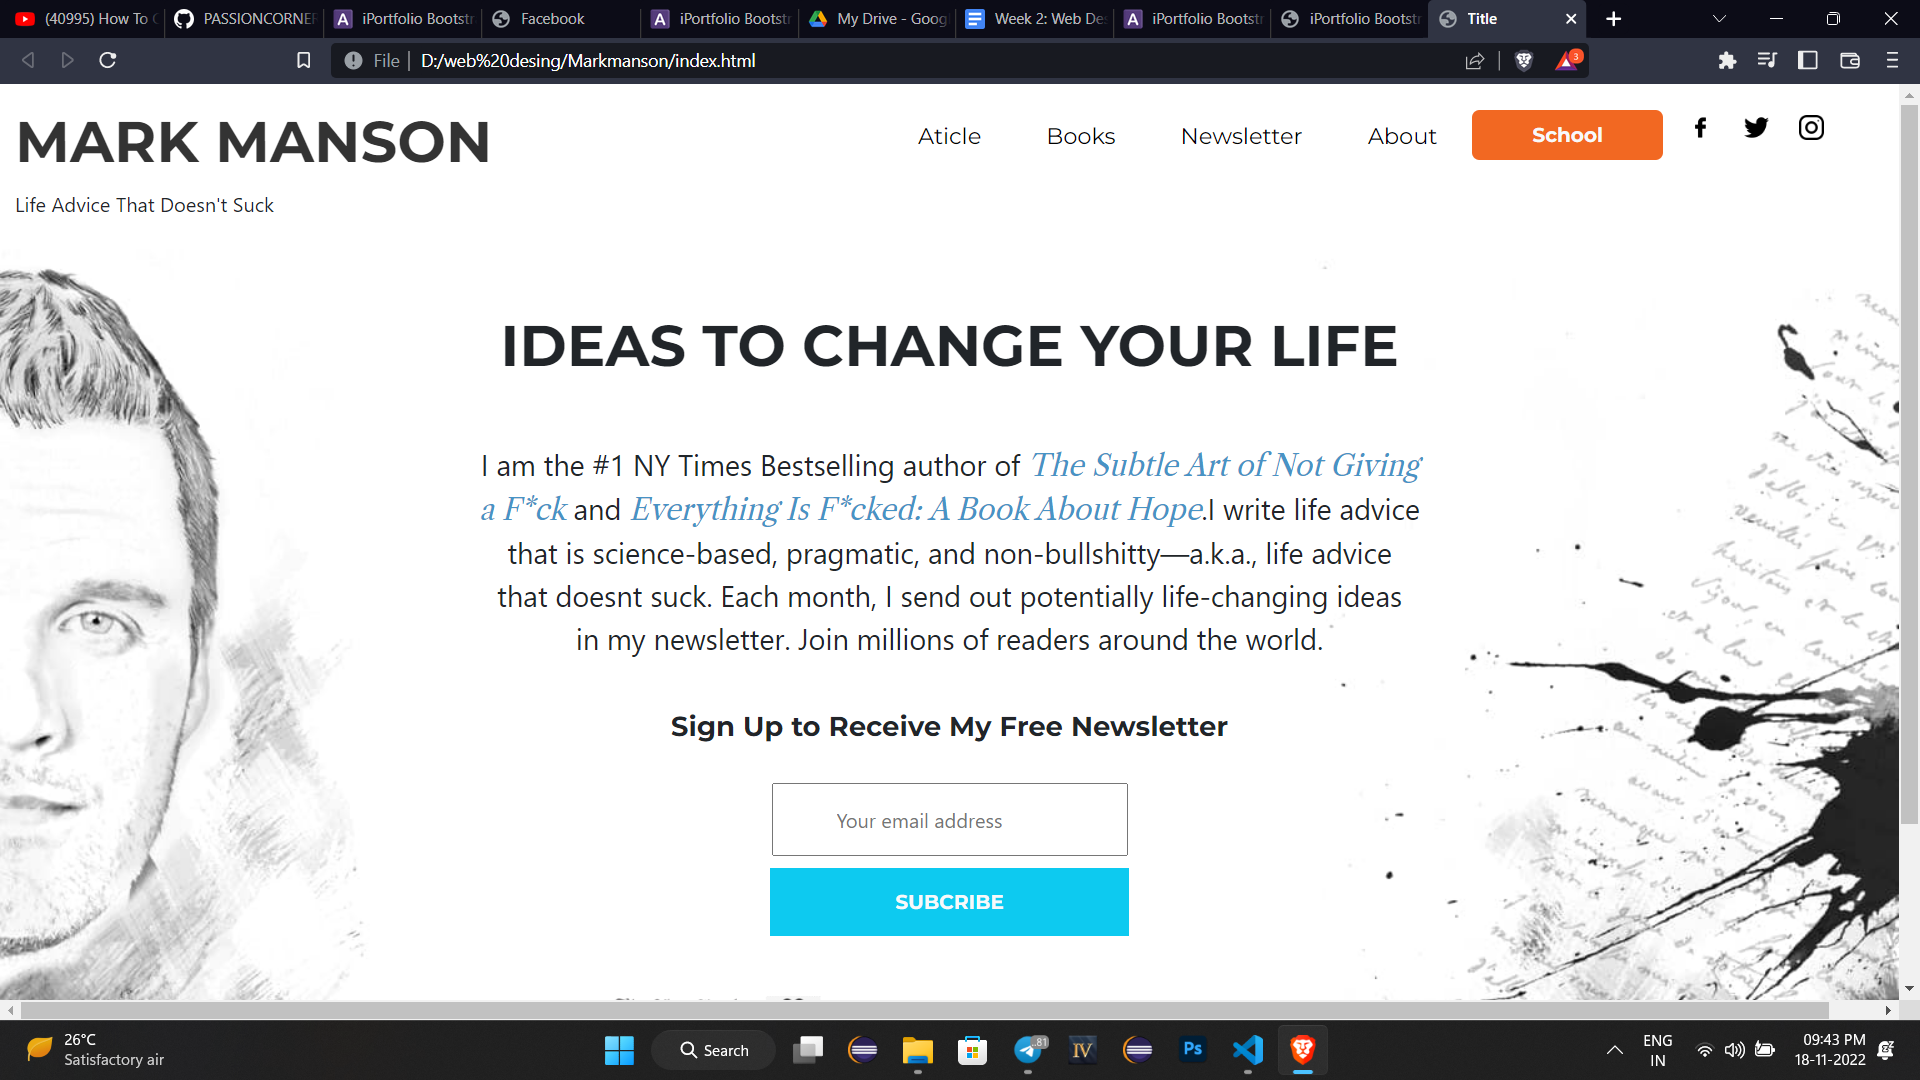 (40995) How To
PASSIONCORNER
iPortfolio Bootstr
Facebook
iPortfolio Bootstr
My Drive - Goog
Week 2: Web Des
iPortfolio Bootstr
iPortfolio Bootstr
Title
File
D:/web%20desing/Markmanson/index.html
3
MARK MANSON
Aticle
Books
Newsletter
About
School
Life Advice That Doesn't Suck
IDEAS TO CHANGE YOUR LIFE
I am the #1 NY Times Bestselling author of The Subtle Art of Not Giving
a F*ck and Everything Is F*cked: A Book About Hope.I write life advice
that is science-based, pragmatic, and non-bullshitty—a.k.a., life advice
that doesnt suck. Each month, I send out potentially life-changing ideas
in my newsletter. Join millions of readers around the world.
Sign Up to Receive My Free Newsletter
Your email address
SUBCRIBE
26°C
Satisfactory air
Search
81
IV
Ps
ENG
IN
09:43 PM
18-11-2022